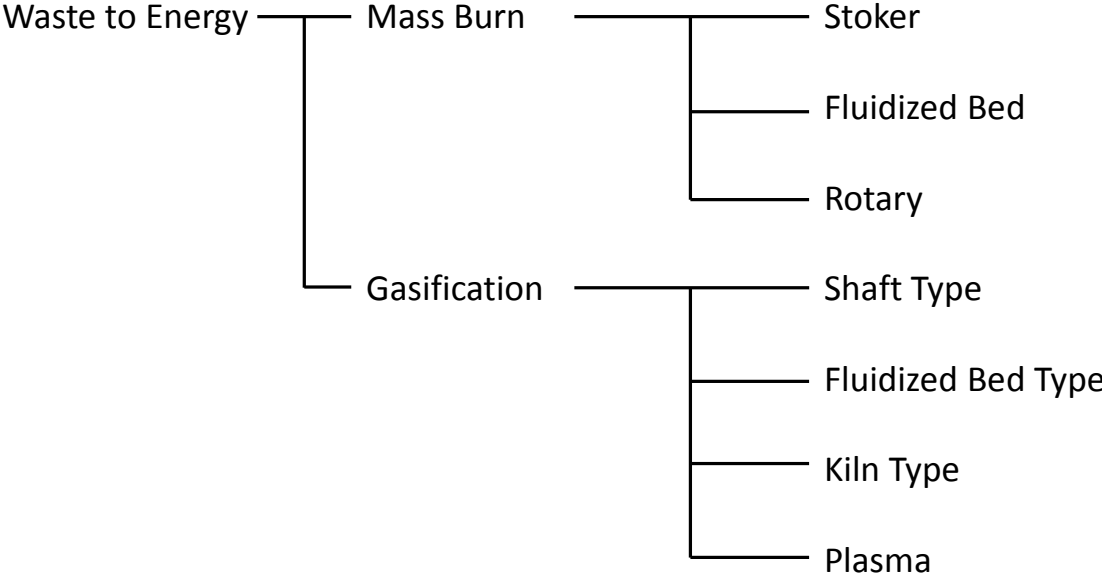 Waste to Energy
Mass Burn
Stoker
Fluidized Bed
Rotary
Gasification
Shaft Type
Fluidized Bed Type
Kiln Type
Plasma